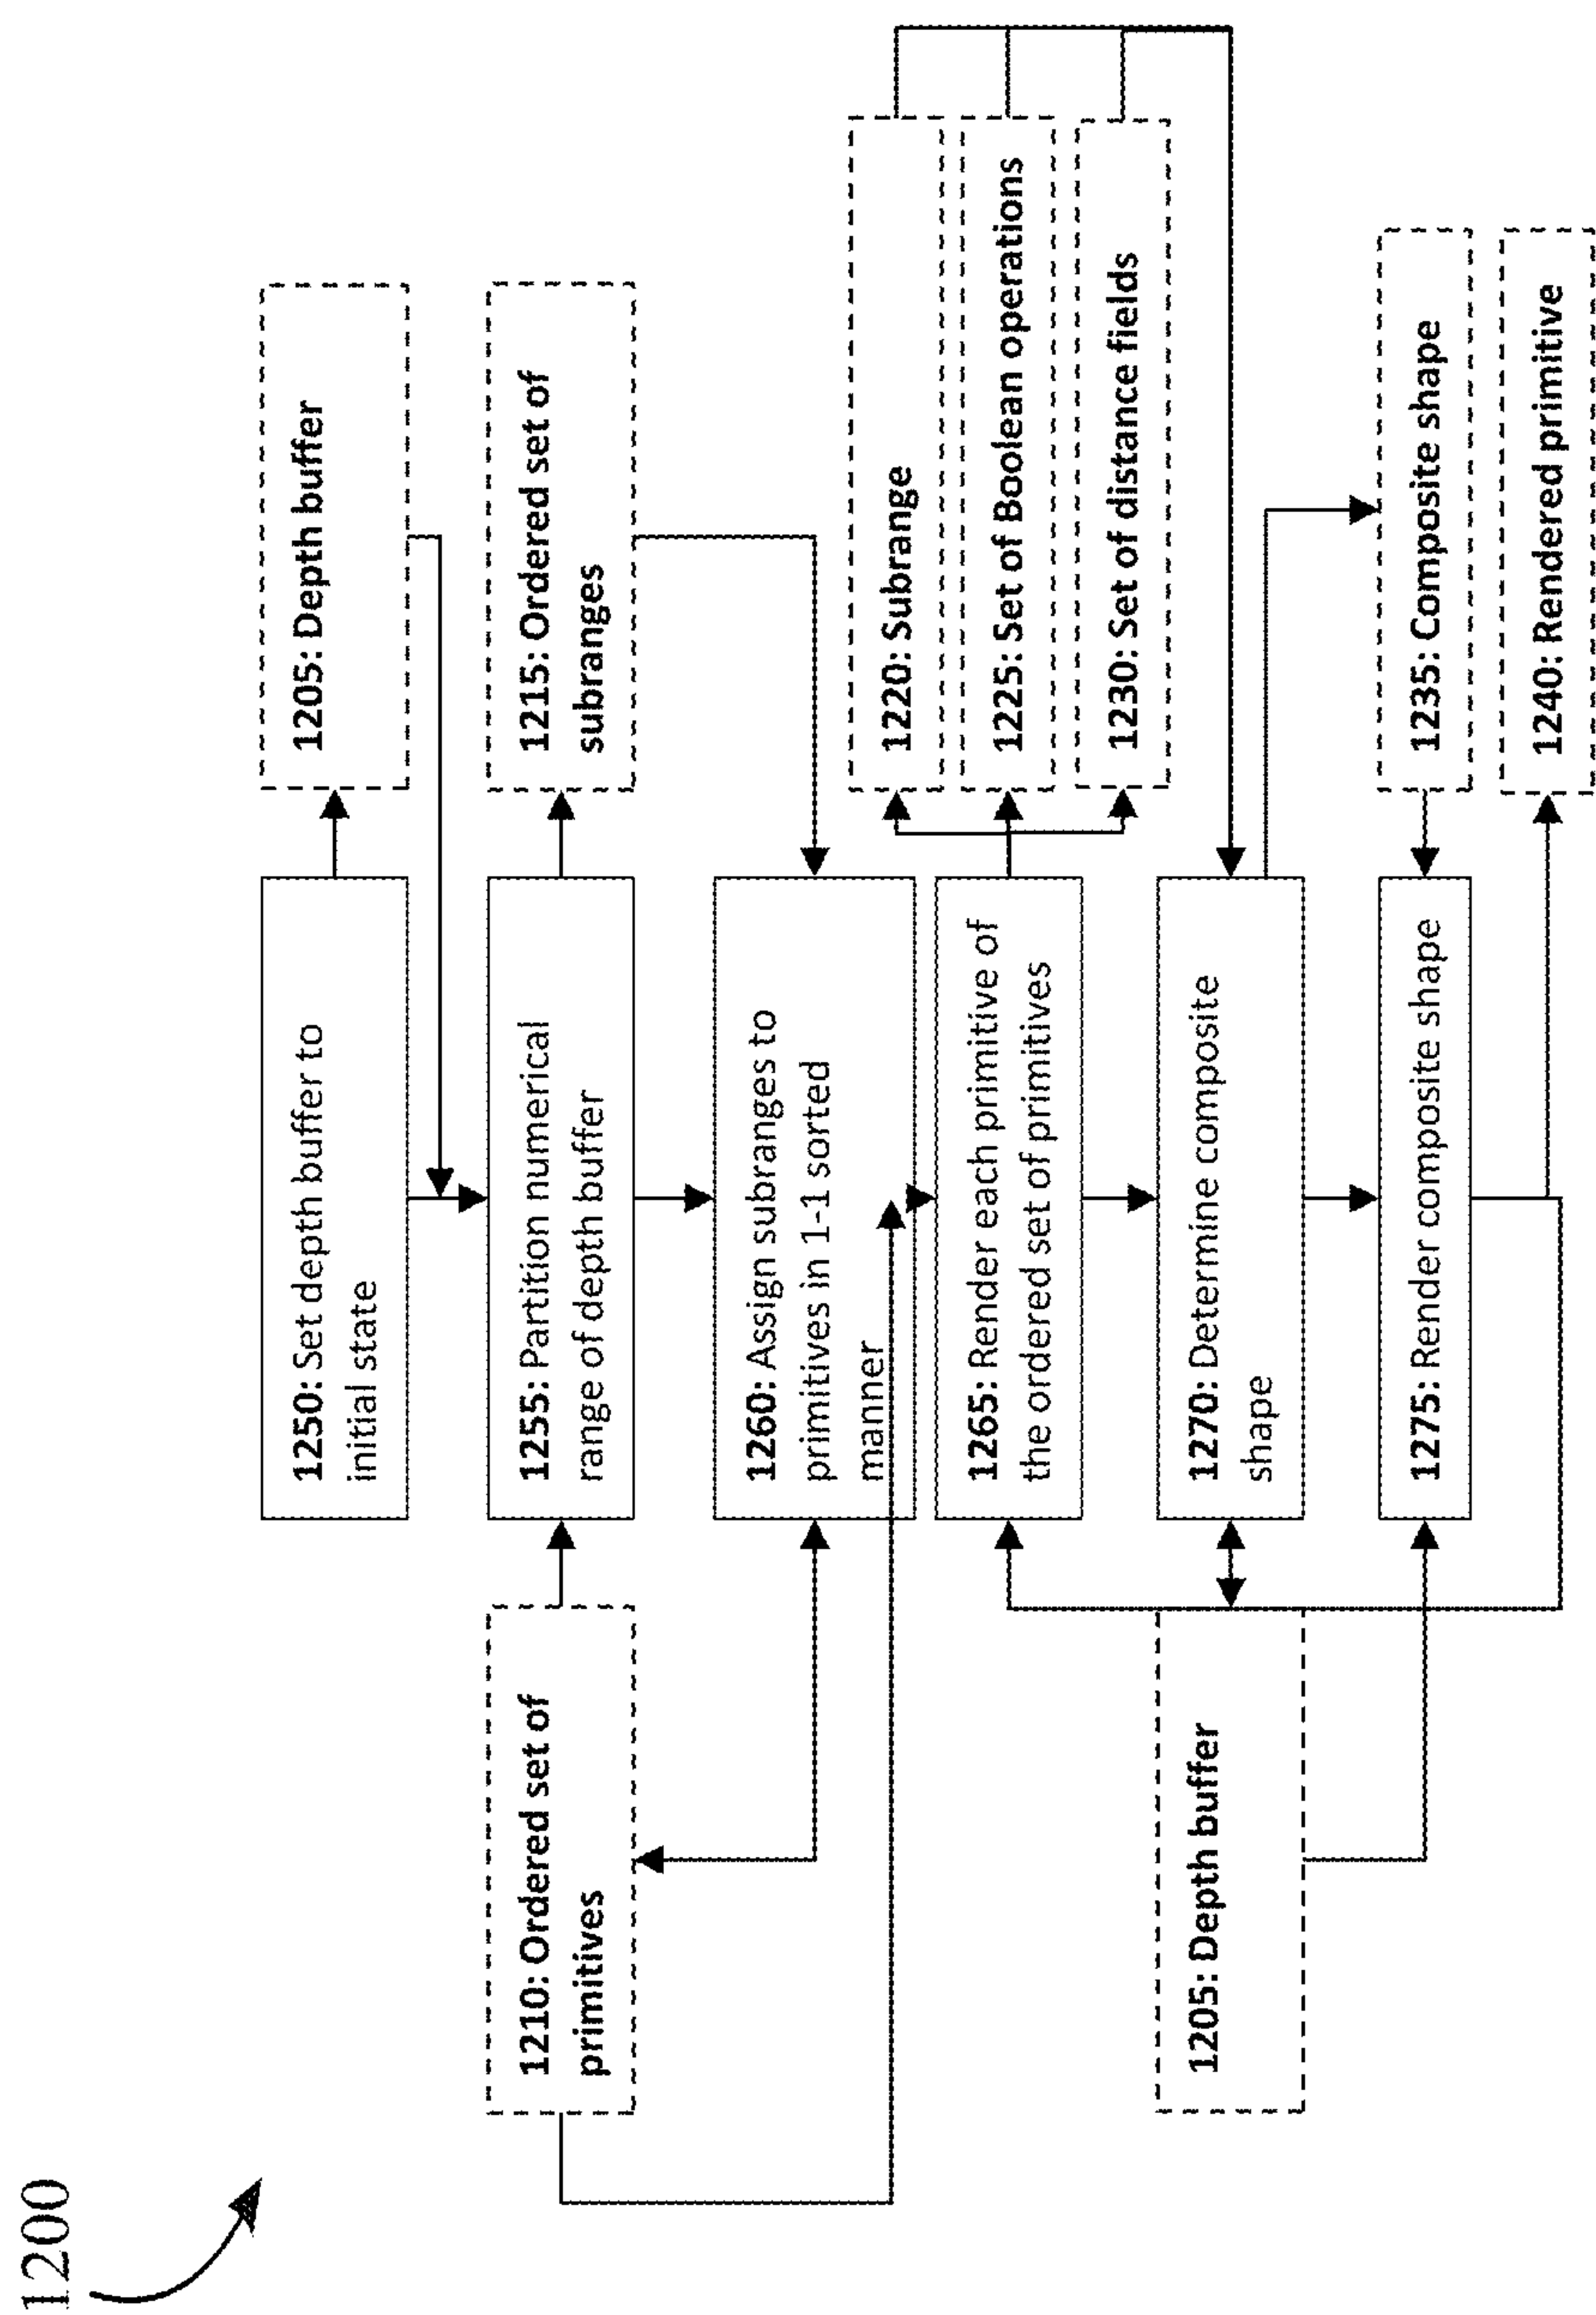 1200
1250: Set depth buffer to
initial state
1205: Depth buffer
1210: Ordered set of
primitives
1255: Partition numerical
range of depth buffer
1215: Ordered set of
subranges
1260: Assign subranges to
primitives in 1-1 sorted
manner
1220: Subrange
1265: Render each primitive of
the ordered set of primitives
1225: Set of Boolean operations
1230: Set of distance fields
1205: Depth buffer
1270: Determine composite
shape
1275: Render composite shape
1235: Composite shape
1240: Rendered primitive